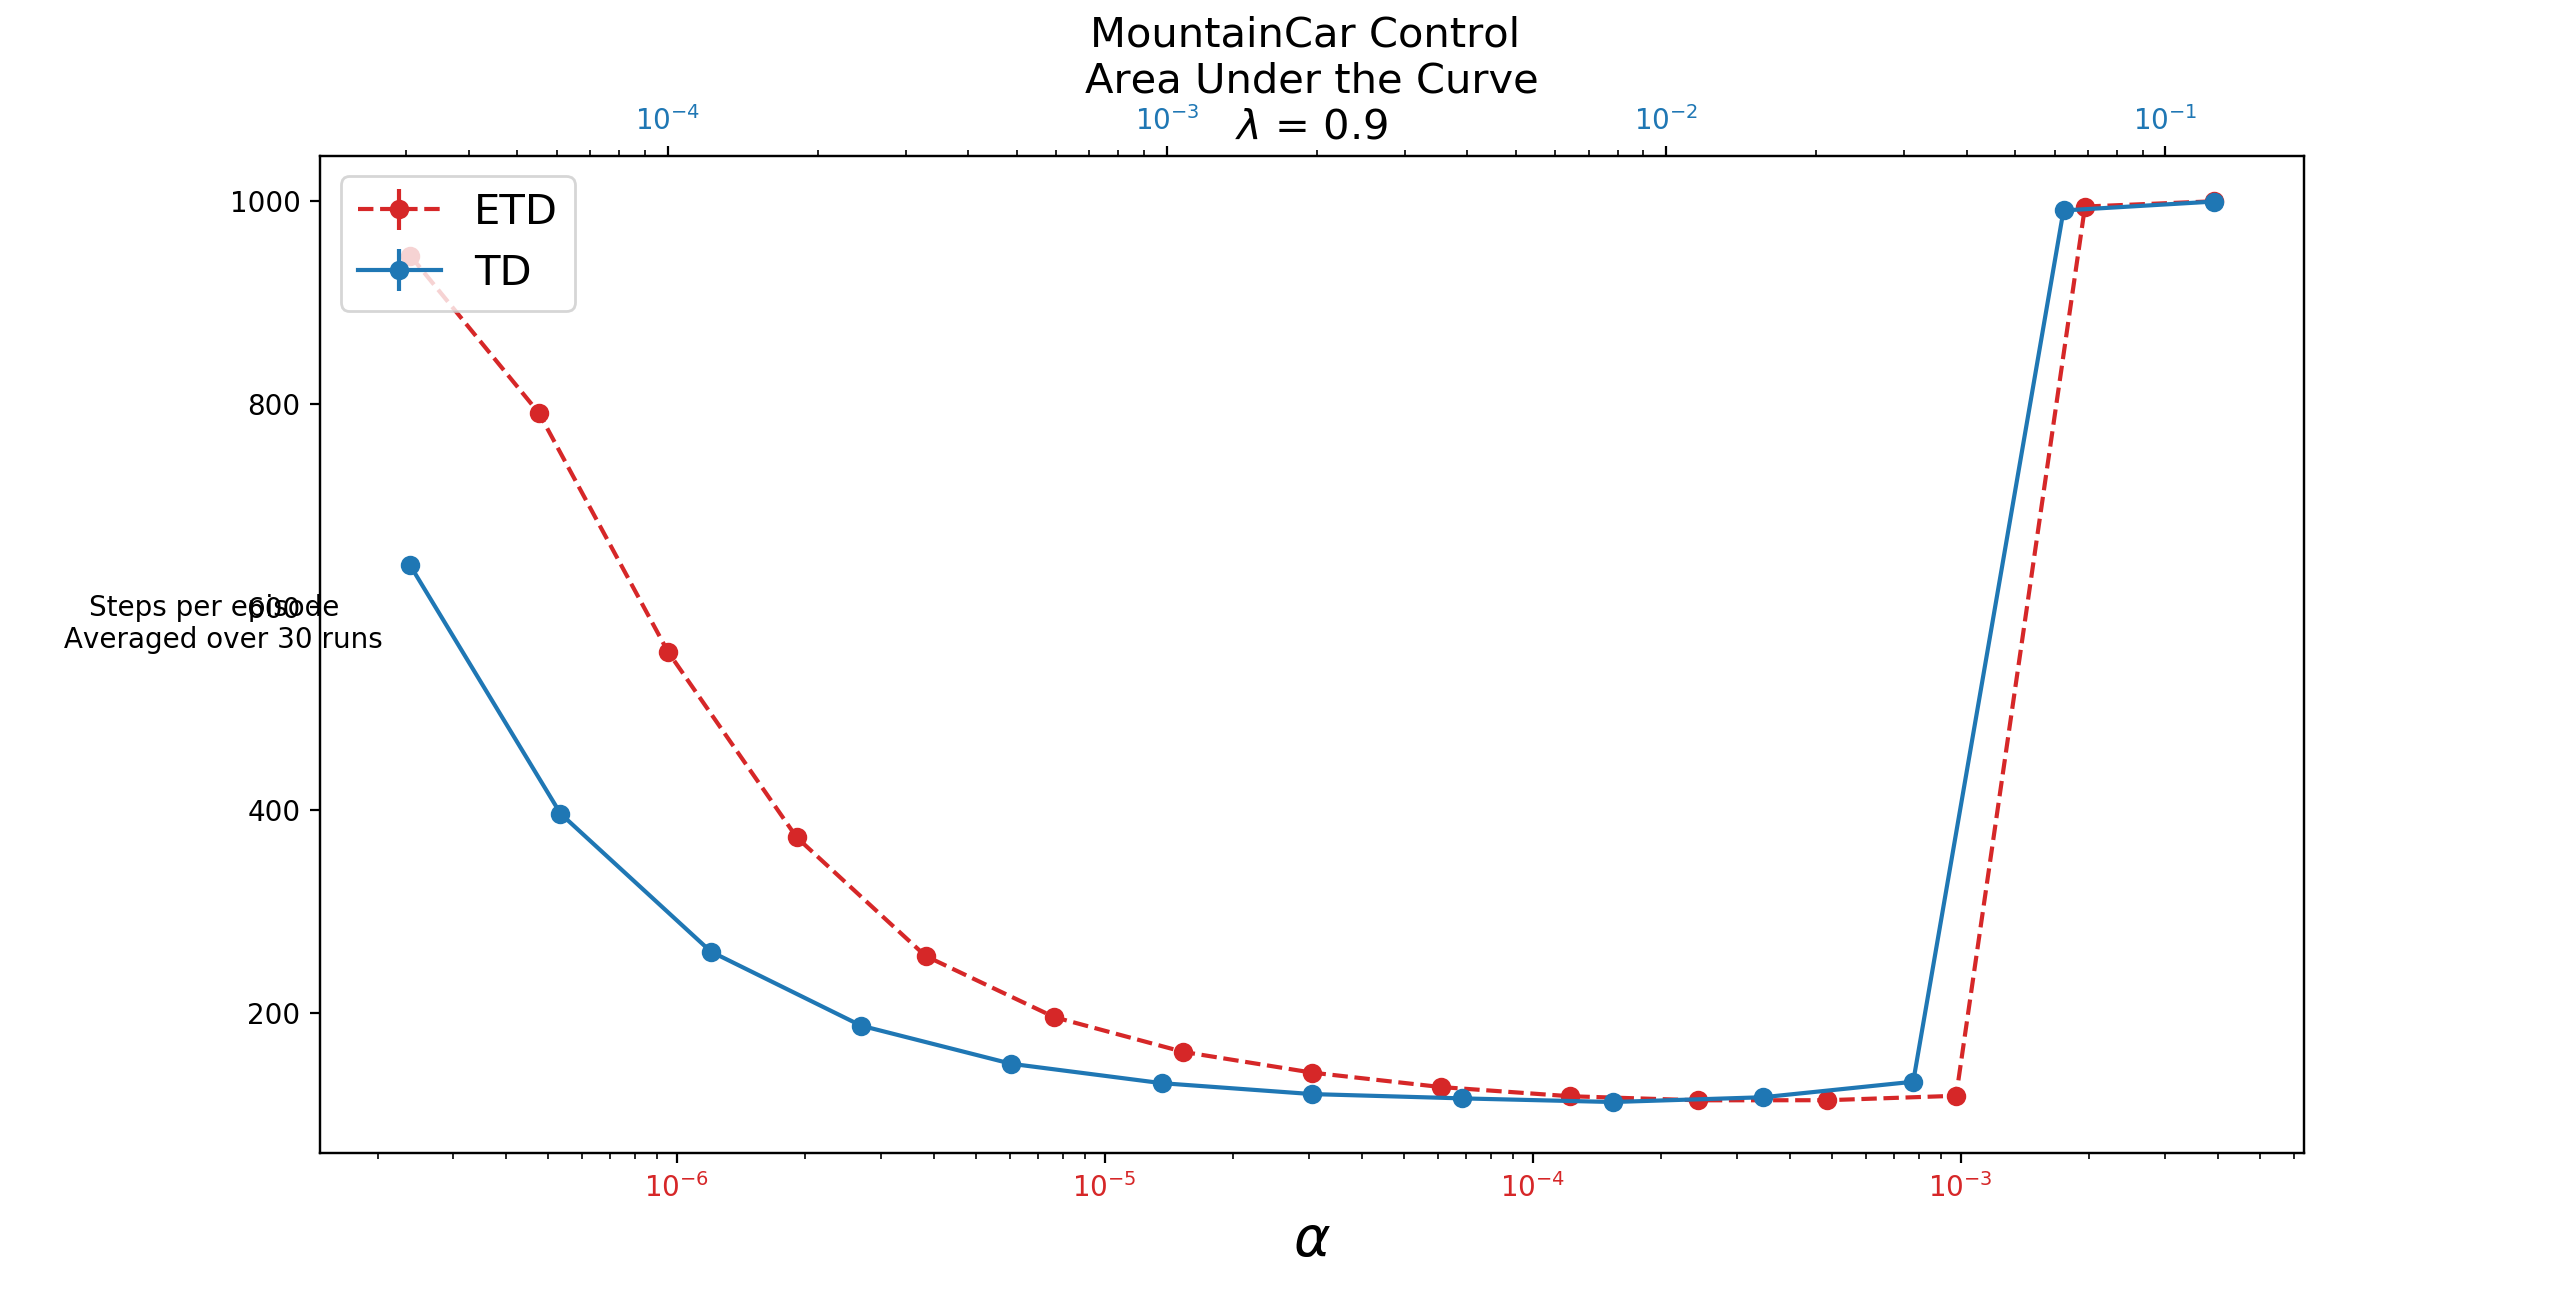 MountainCar Control
Area Under the Curve
λ = 0.9
10⁻⁴ 10⁻³ 10⁻² 10⁻¹
ETD
TD
1000
800
600
400
200
Steps per episode
Averaged over 30 runs
10⁻⁶ 10⁻⁵ 10⁻⁴ 10⁻³
α